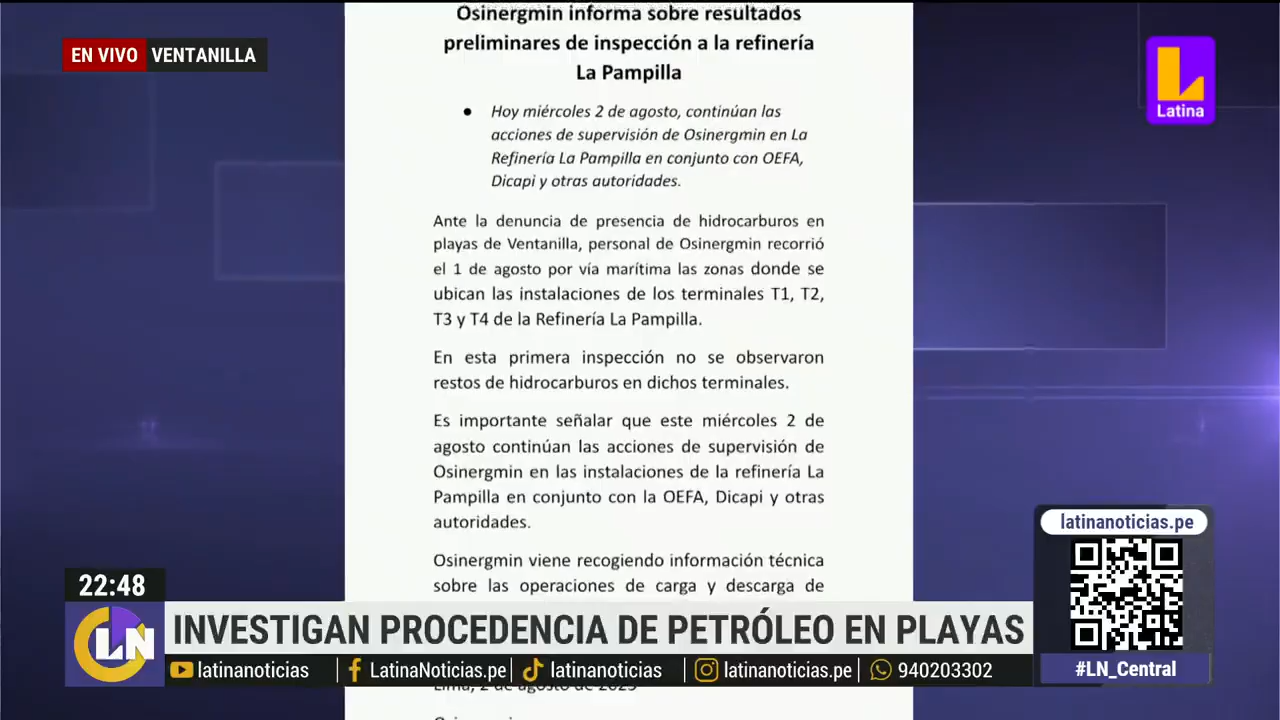 EN VIVO VENTANILLA
Latina
Osinergmin informa sobre resultados
preliminares de inspección a la refinería
La Pampilla
● Hoy miércoles 2 de agosto, continúan las
acciones de supervisión de Osinergmin en La
Refinería La Pampilla en conjunto con OEFA,
Dicapi y otras autoridades.
Ante la denuncia de presencia de hidrocarburos en
playas de Ventanilla, personal de Osinergmin recorrió
el 1 de agosto por vía marítima las zonas donde se
ubican las instalaciones de los terminales T1, T2,
T3 y T4 de la Refinería La Pampilla.
En esta primera inspección no se observaron
restos de hidrocarburos en dichos terminales.
Es importante señalar que este miércoles 2 de
agosto continúan las acciones de supervisión de
Osinergmin en las instalaciones de la refinería La
Pampilla en conjunto con la OEFA, Dicapi y otras
autoridades.
Osinergmin viene recogiendo información técnica
sobre las operaciones de carga y descarga de
latinanoticias.pe
22:48
LN
INVESTIGAN PROCEDENCIA DE PETRÓLEO EN PLAYAS
latinanoticias LatinaNoticias.pe latinanoticias latinanoticias.pe 940203302
#LN_Central
Lima, 2 de agosto de 2023